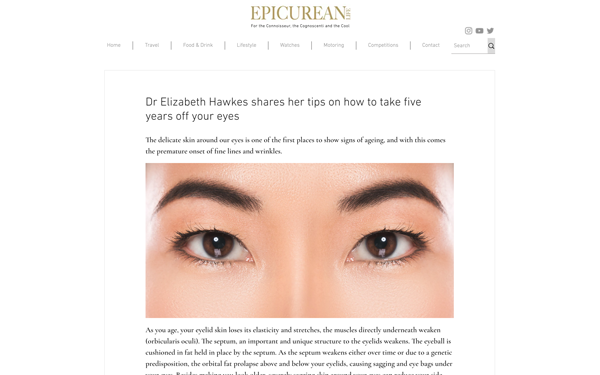 EPICUREAN LIFE
For the Connoisseur, the Cognoscenti and the Cool
Home | Travel | Food & Drink | Lifestyle | Watches | Motoring | Competitions | Contact
Search
Dr Elizabeth Hawkes shares her tips on how to take five
years off your eyes
The delicate skin around our eyes is one of the first places to show signs of ageing, and with this comes
the premature onset of fine lines and wrinkles.
As you age, your eyelid skin loses its elasticity and stretches, the muscles directly underneath weaken
(orbicularis oculi). The septum, an important and unique structure to the eyelids weakens. The eyeball is
cushioned in fat held in place by the septum. As the septum weakens either over time or due to a genetic
predisposition, the orbital fat prolapse above and below your eyelids, causing sagging and eye bags under